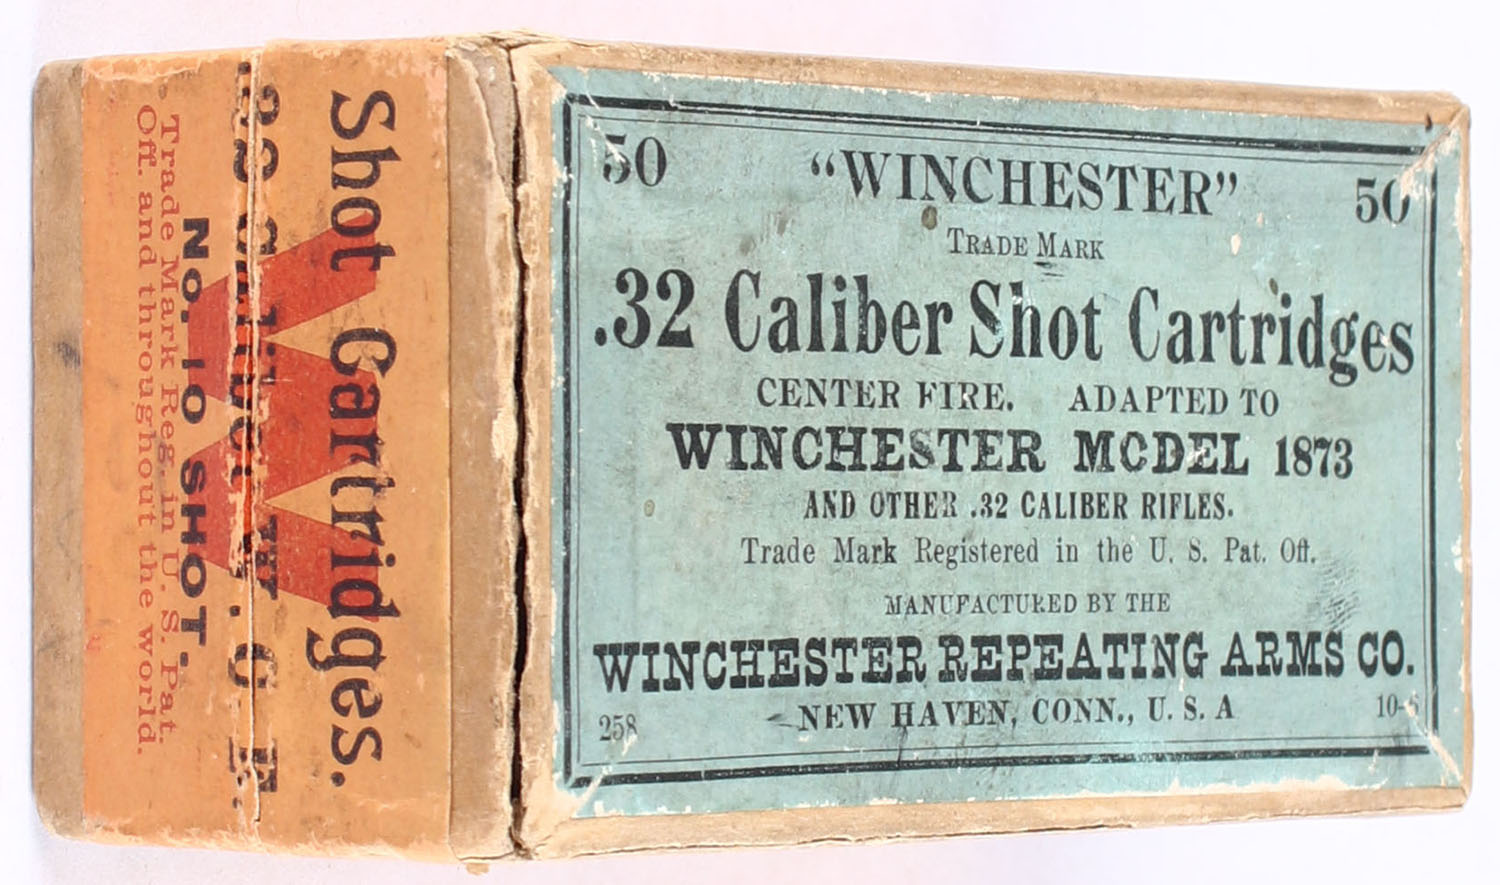 50 "WINCHESTER" 50
TRADE MARK
.32 Caliber Shot Cartridges
CENTER FIRE. ADAPTED TO
WINCHESTER MODEL 1873
AND OTHER .32 CALIBER RIFLES.
Trade Mark Registered in the U. S. Pat. Off.
MANUFACTURED BY THE
WINCHESTER REPEATING ARMS CO.
258 NEW HAVEN, CONN., U. S. A 10-
Shot Cartridges.
Caliber W. C. F.
No. 10 SHOT.
Trade Mark Reg. in U. S. Pat.
Off. and throughout the world.
W